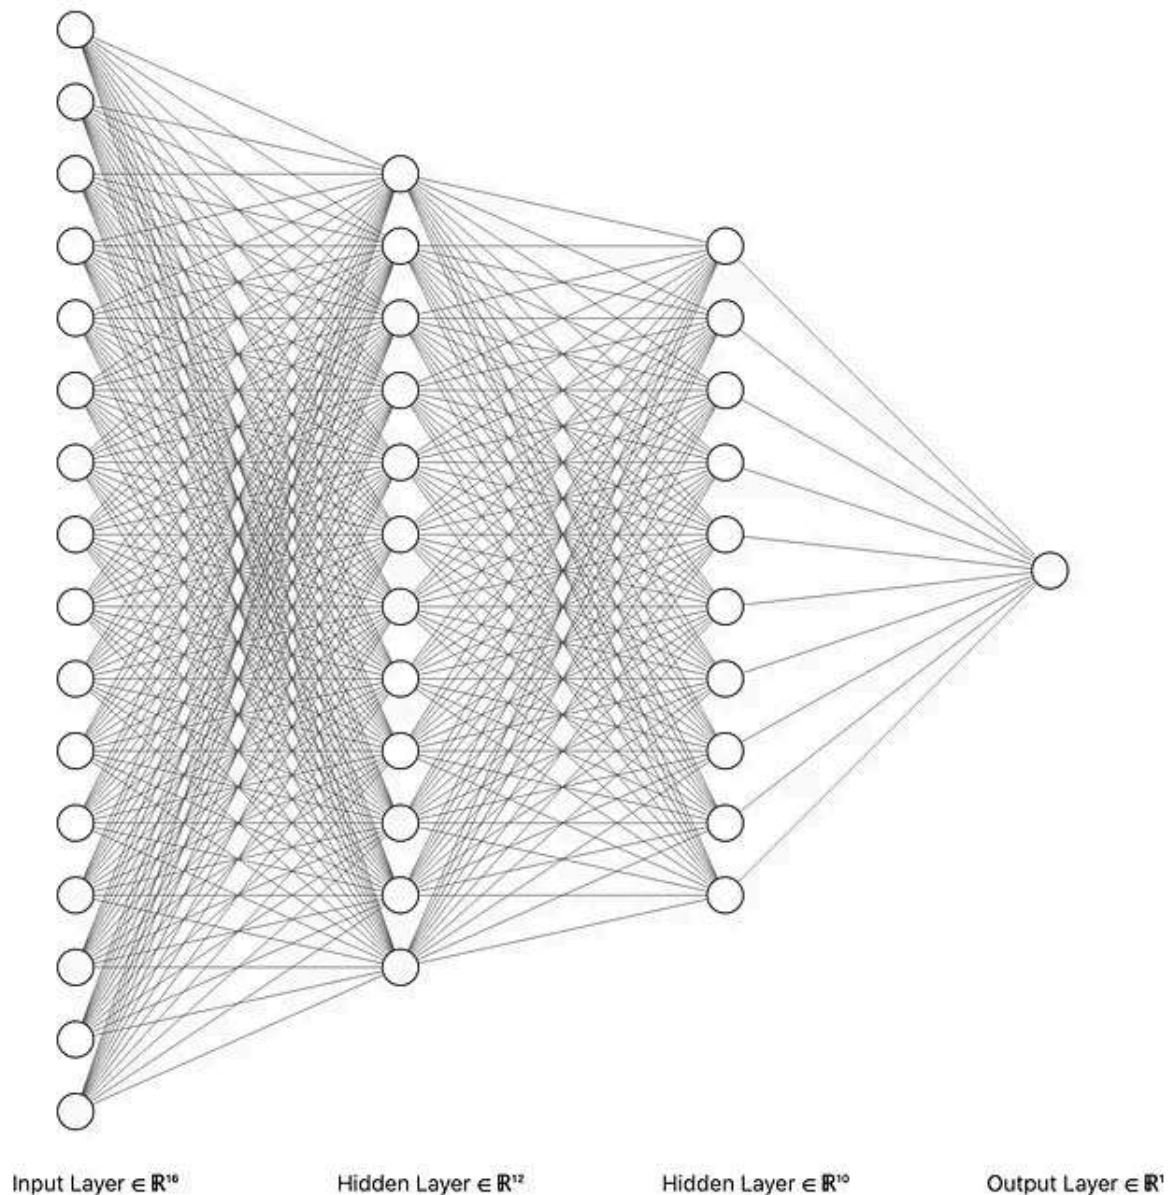 Input Layer ∈ ℝ¹⁶
Hidden Layer ∈ ℝ¹²
Hidden Layer ∈ ℝ¹⁰
Output Layer ∈ ℝ¹